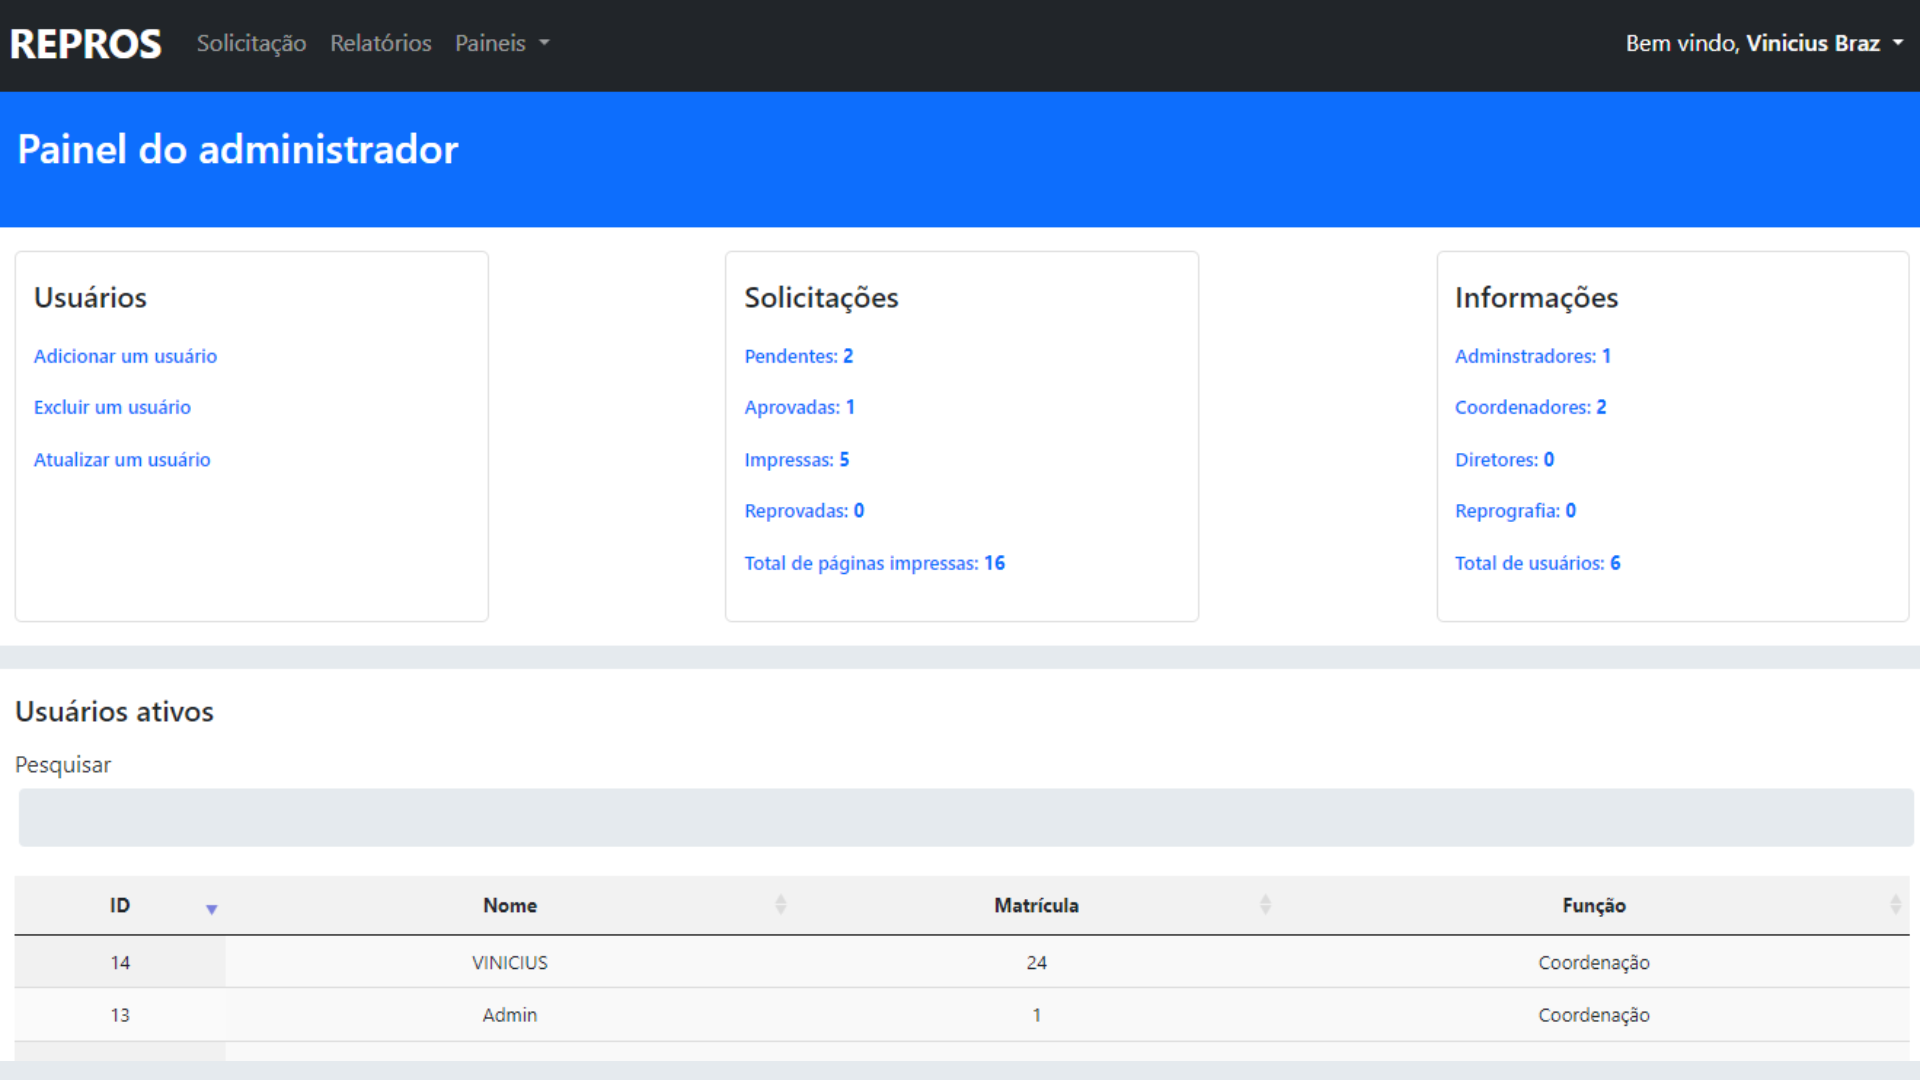 REPROS Solicitação Relatórios Paineis Bem vindo, Vinicius Braz
Painel do administrador
Usuários
Adicionar um usuário
Excluir um usuário
Atualizar um usuário
Solicitações
Pendentes: 2
Aprovadas: 1
Impressas: 5
Reprovadas: 0
Total de páginas impressas: 16
Informações
Adminstradores: 1
Coordenadores: 2
Diretores: 0
Reprografia: 0
Total de usuários: 6
Usuários ativos
Pesquisar
ID Nome Matrícula Função
14 VINICIUS 24 Coordenação
13 Admin 1 Coordenação